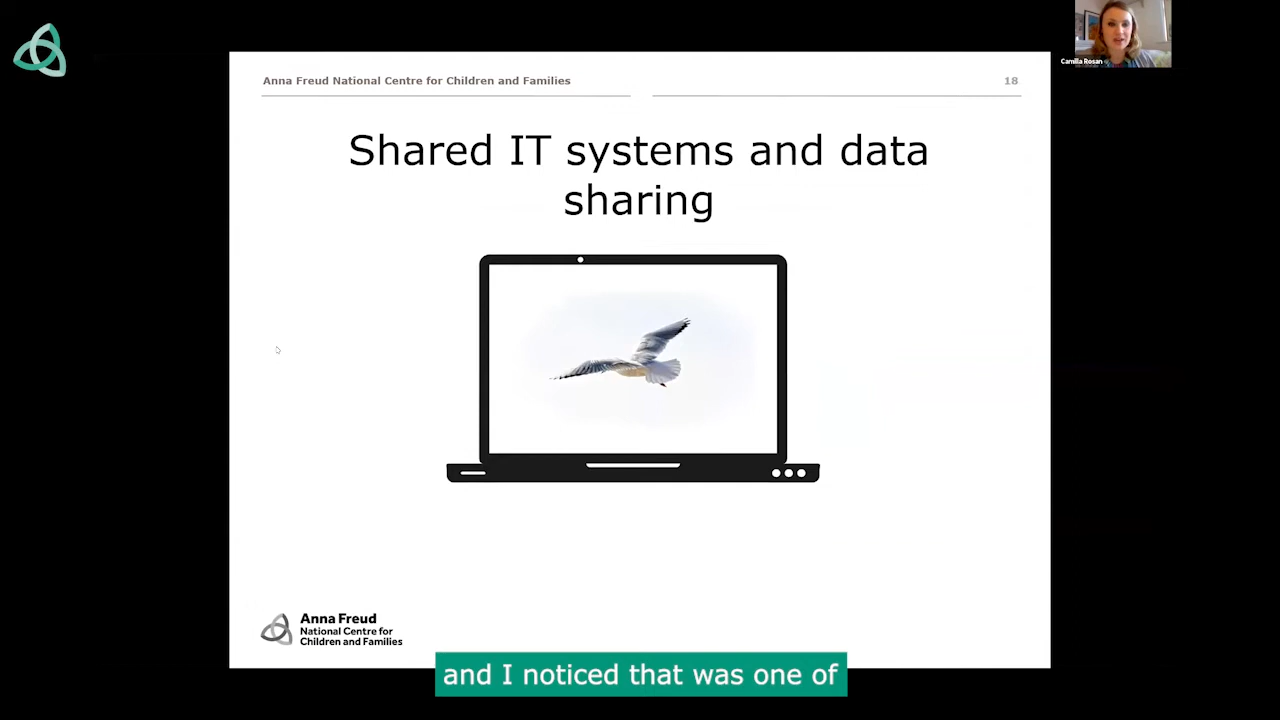 Camilla Rosan
Anna Freud National Centre for Children and Families
18
Shared IT systems and data
sharing
Anna Freud
National Centre for
Children and Families
and I noticed that was one of